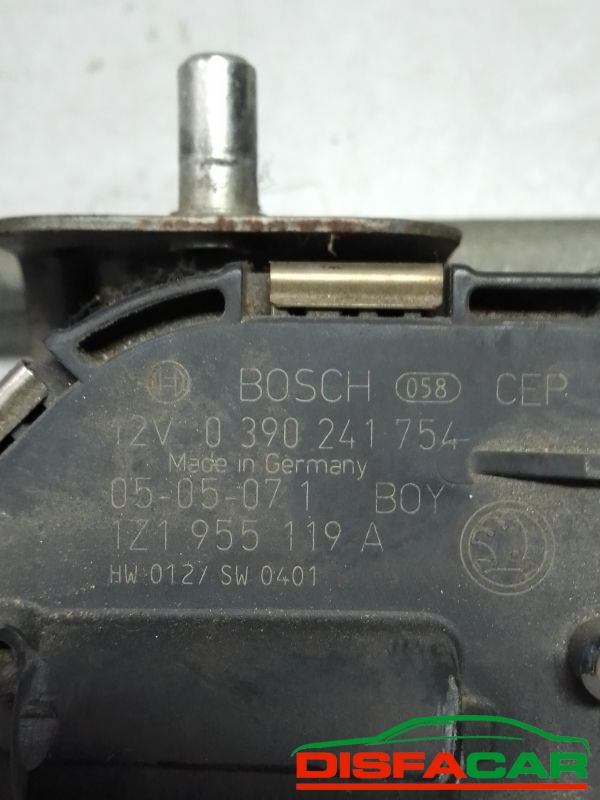 H BOSCH 058 CEP
12V 0 390 241 754
Made in Germany
05-05-07 1 BOY
1Z1 955 119 A
HW 012/ SW 0401
DISFACAR